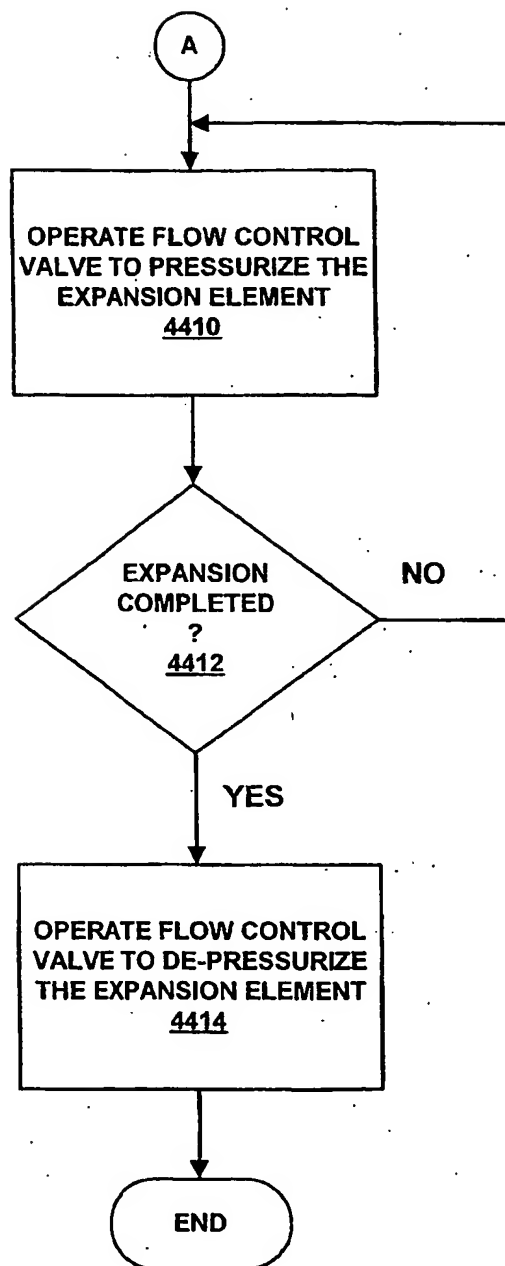 A
OPERATE FLOW CONTROL
VALVE TO PRESSURIZE THE
EXPANSION ELEMENT
4410
EXPANSION
COMPLETED
?
4412
NO
YES
OPERATE FLOW CONTROL
VALVE TO DE-PRESSURIZE
THE EXPANSION ELEMENT
4414
END